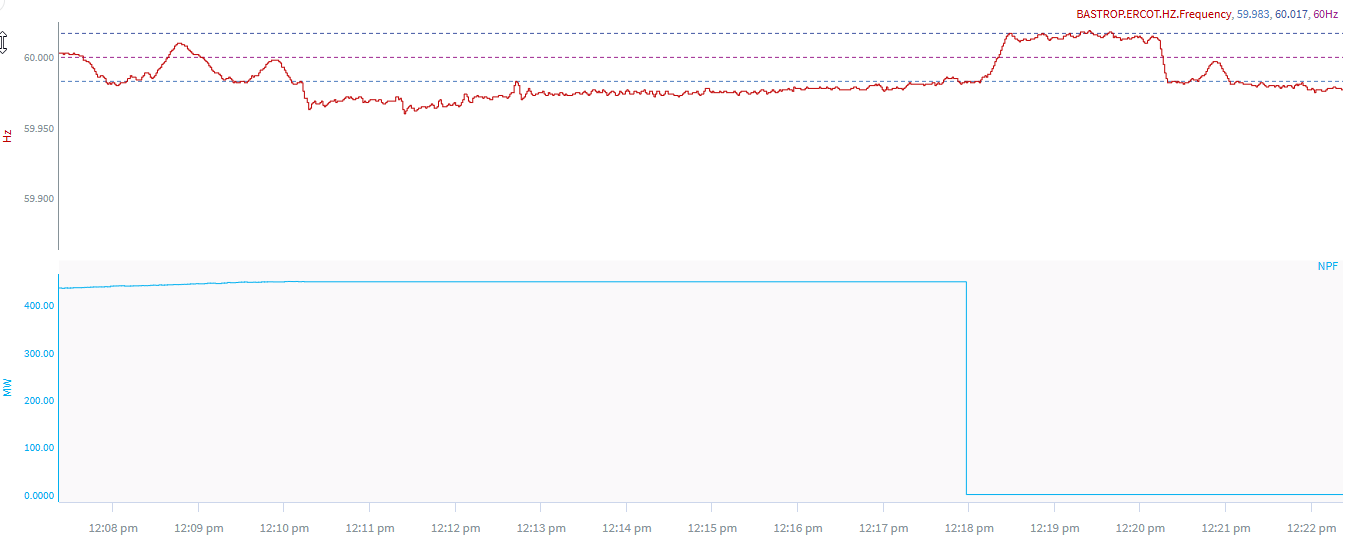 BASTROP.ERCOT.HZ.Frequency, 59.983, 60.017, 60Hz
60.000
59.950
59.900
Hz
NPF
400.00
300.00
200.00
100.00
0.0000
MW
12:08 pm 12:09 pm 12:10 pm 12:11 pm 12:12 pm 12:13 pm 12:14 pm 12:15 pm 12:16 pm 12:17 pm 12:18 pm 12:19 pm 12:20 pm 12:21 pm 12:22 pm